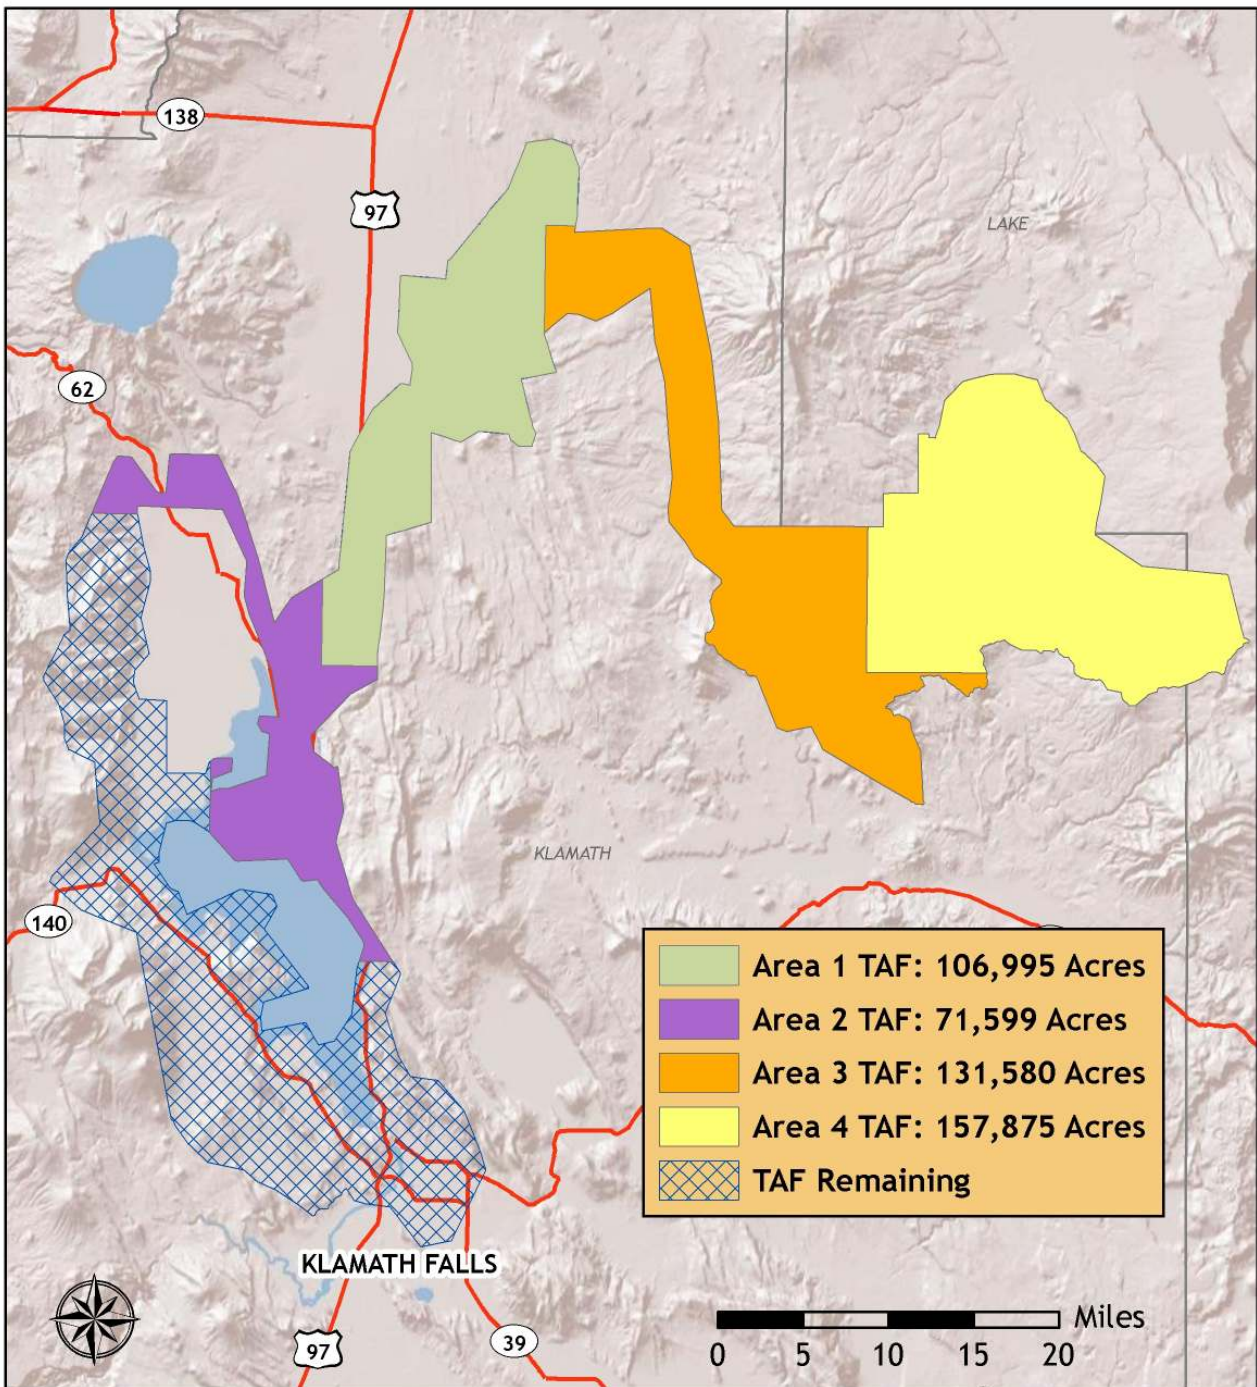 138
97
LAKE
62
KLAMATH
140
Area 1 TAF: 106,995 Acres
Area 2 TAF: 71,599 Acres
Area 3 TAF: 131,580 Acres
Area 4 TAF: 157,875 Acres
TAF Remaining
KLAMATH FALLS
Miles
97
39
0 5 10 15 20